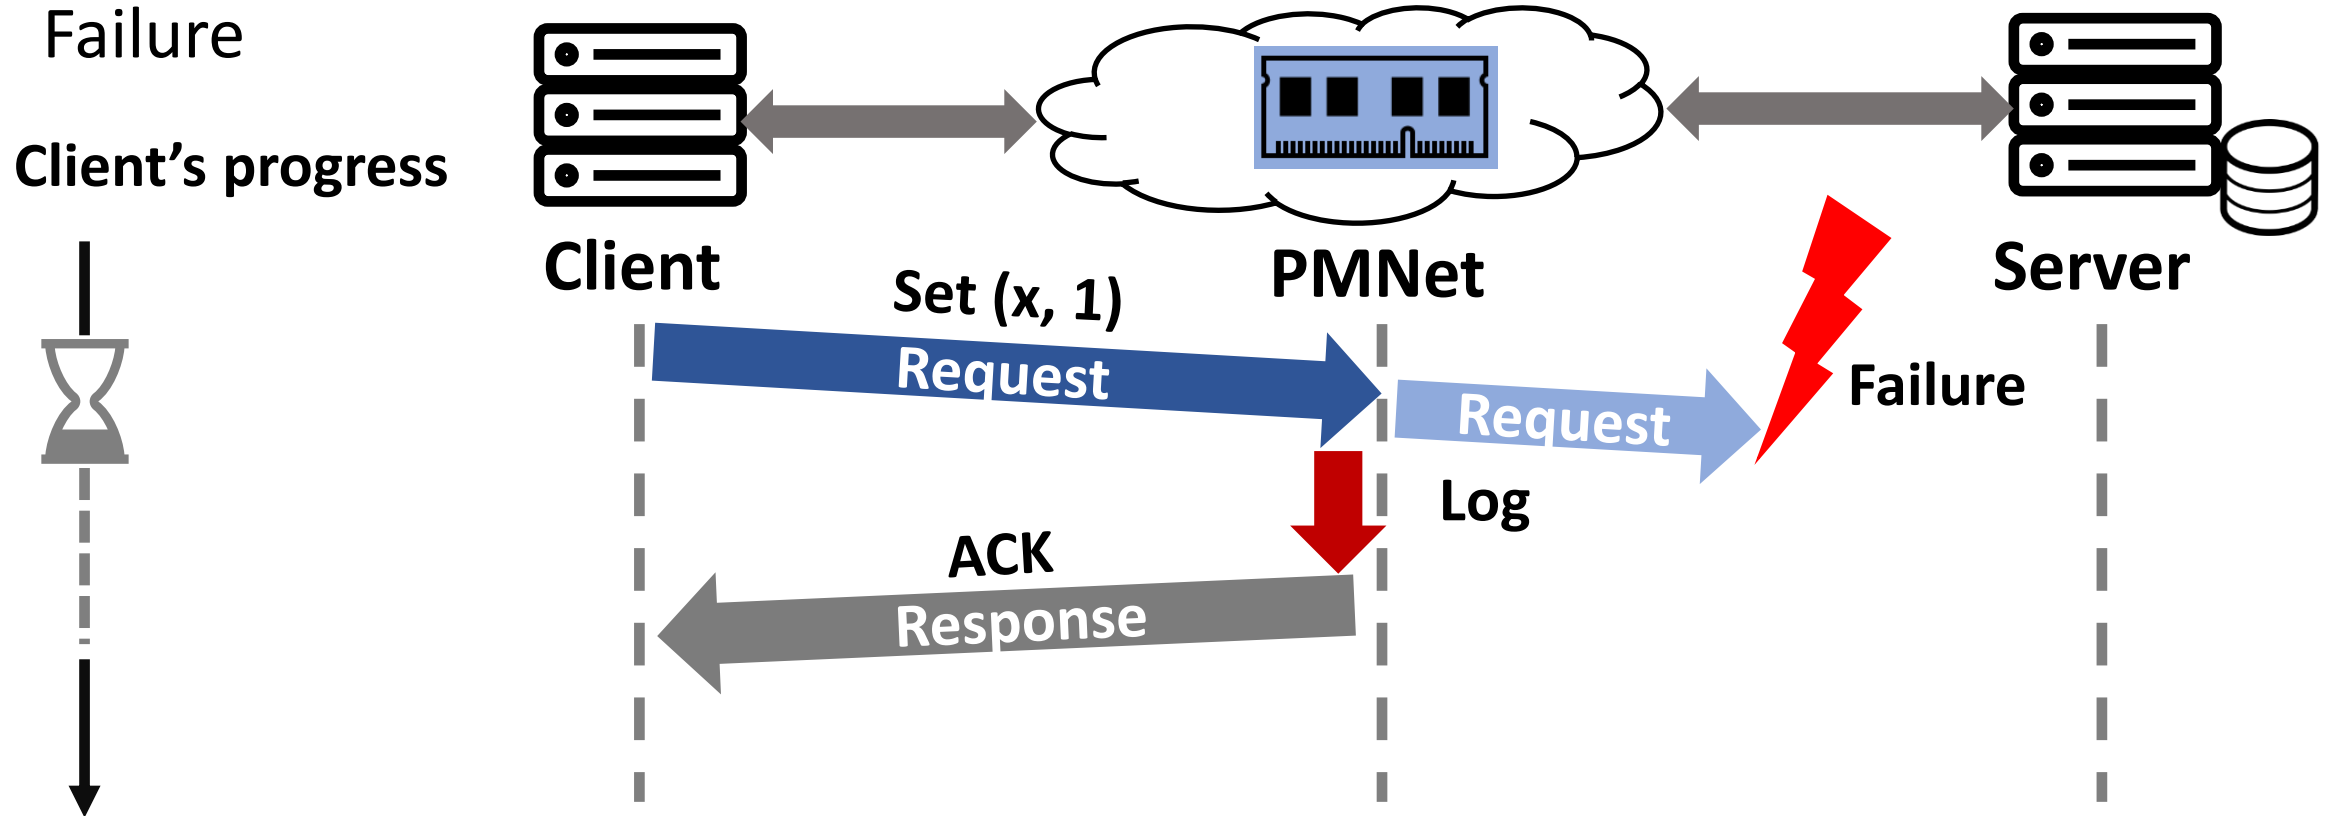 Failure
Client's progress
Client
PMNet
Server
Set (x, 1)
Request
Request
Failure
Log
ACK
Response